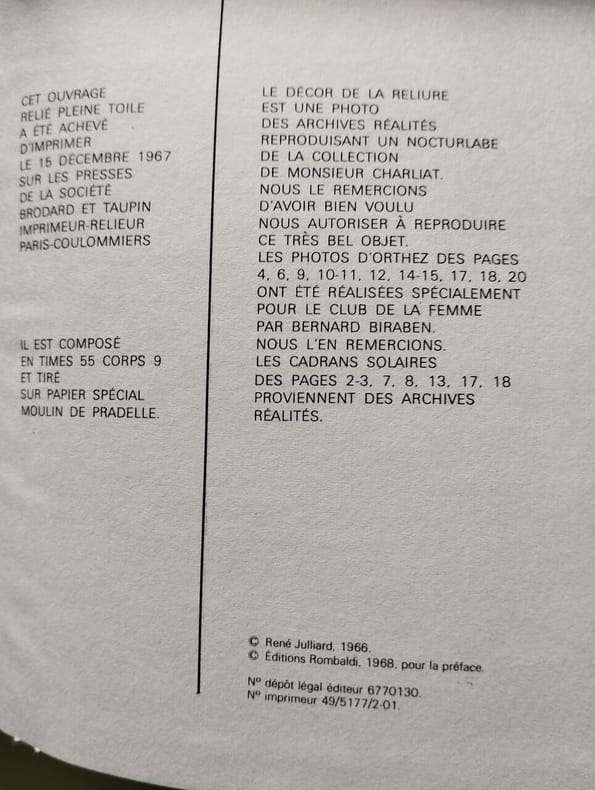 CET OUVRAGE
RELIÉ PLEINE TOILE
A ÉTÉ ACHEVÉ
D'IMPRIMER
LE 15 DÉCEMBRE 1967
SUR LES PRESSES
DE LA SOCIÉTÉ
BRODARD ET TAUPIN
IMPRIMEUR-RELIEUR
PARIS-COULOMMIERS
IL EST COMPOSÉ
EN TIMES 55 CORPS 9
ET TIRÉ
SUR PAPIER SPÉCIAL
MOULIN DE PRADELLE.
LE DÉCOR DE LA RELIURE
EST UNE PHOTO
DES ARCHIVES RÉALITÉS
REPRODUISANT UN NOCTURLABE
DE LA COLLECTION
DE MONSIEUR CHARLIAT.
NOUS LE REMERCIONS
D'AVOIR BIEN VOULU
NOUS AUTORISER À REPRODUIRE
CE TRÈS BEL OBJET.
LES PHOTOS D'ORTHEZ DES PAGES
4, 6, 9, 10-11, 12, 14-15, 17, 18, 20
ONT ÉTÉ RÉALISÉES SPÉCIALEMENT
POUR LE CLUB DE LA FEMME
PAR BERNARD BIRABEN.
NOUS L'EN REMERCIONS.
LES CADRANS SOLAIRES
DES PAGES 2-3, 7, 8, 13, 17, 18
PROVIENNENT DES ARCHIVES
RÉALITÉS.
© René Julliard, 1966.
© Éditions Rombaldi, 1968, pour la préface.
Nº dépôt légal éditeur 6770130.
Nº imprimeur 49/5177/2-01.